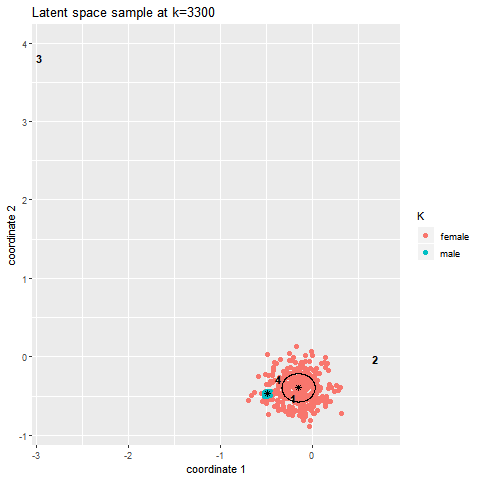 Latent space sample at k=3300
4
3
3
2
1
0
-1
2
4
1
-3
-2
-1
0
coordinate 1
coordinate 2
K
female
male